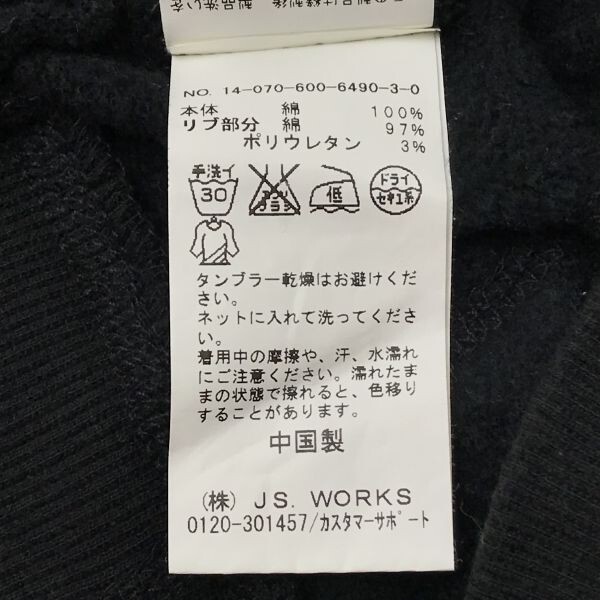 NO. 14-070-600-6490-3-0
本体 綿 100%
リブ部分 綿 97%
ポリウレタン 3%
手洗イ
30
エンソ
サラシ
低
ドライ
セキユ系
タンブラー乾燥はお避けくだ
さい。
ネットに入れて洗ってくださ
い。
着用中の摩擦や、汗、水濡れ
にご注意ください。濡れたま
まの状態で擦れると、色移り
することがあります。
中国製
(株) JS. WORKS
0120-301457/カスタマーサポート